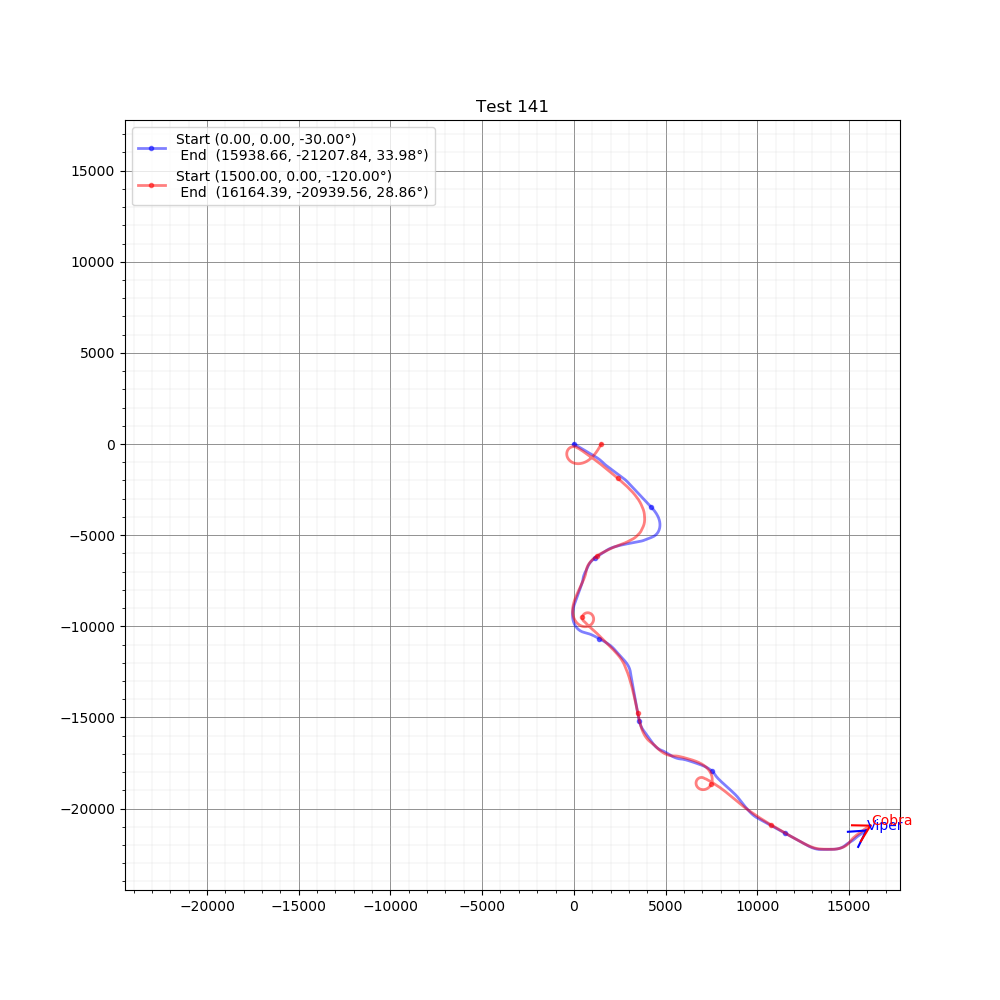 Test 141
Start (0.00, 0.00, -30.00°)
End (15938.66, -21207.84, 33.98°)
Start (1500.00, 0.00, -120.00°)
End (16164.39, -20939.56, 28.86°)
15000
10000
5000
0
−5000
−10000
−15000
−20000
Cobra
Viper
−20000 −15000 −10000 −5000 0 5000 10000 15000